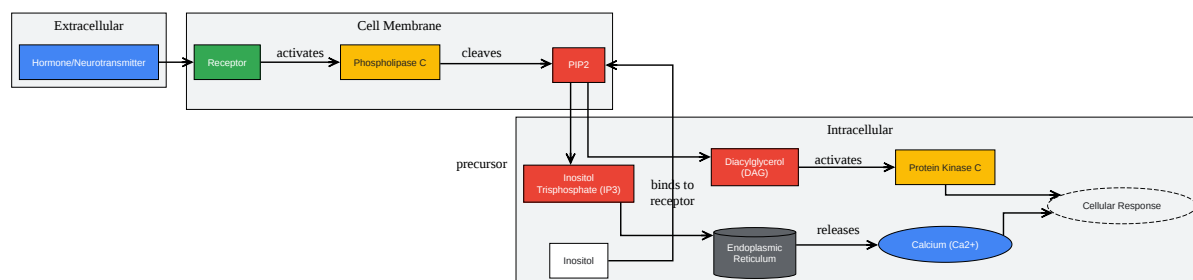 Extracellular
Cell Membrane
Hormone/Neurotransmitter
Receptor
activates
Phospholipase C
cleaves
PIP2
Intracellular
precursor
Inositol
Trisphosphate (IP3)
binds to
receptor
Diacylglycerol
(DAG)
activates
Protein Kinase C
Cellular Response
Inositol
Endoplasmic
Reticulum
releases
Calcium (Ca2+)